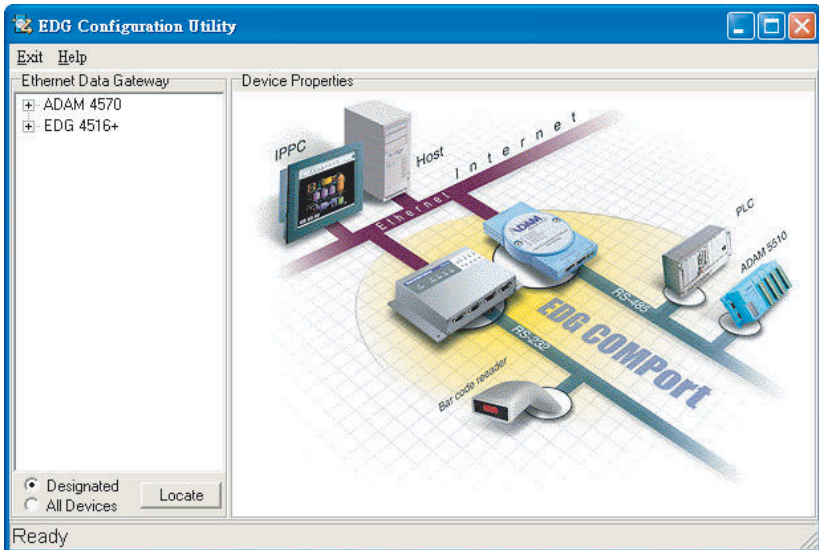 EDG Configuration Utility
Exit Help
Ethernet Data Gateway
ADAM 4570
EDG 4516+
Designated
All Devices
Locate
Device Properties
IPPC
Host
Internet
Ethernet
ADAM
PLC
ADAM 5510
RS-485
EDG COMPort
RS-232
Bar code reeader
Ready